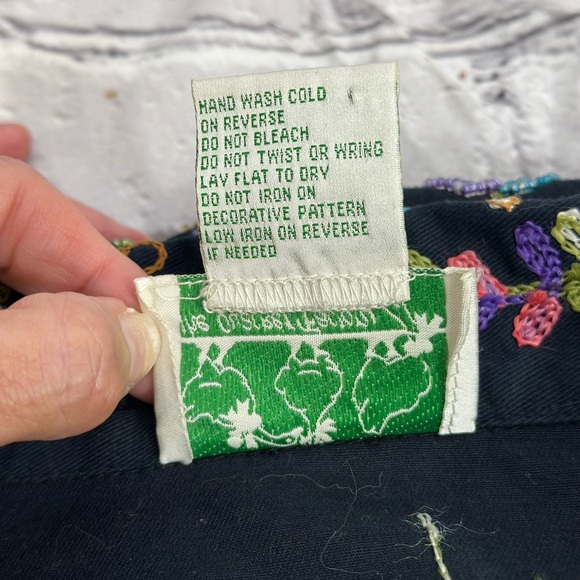 HAND WASH COLD
ON REVERSE
DO NOT BLEACH
DO NOT TWIST OR WRING
LAY FLAT TO DRY
DO NOT IRON ON
DECORATIVE PATTERN
LOW IRON ON REVERSE
IF NEEDED